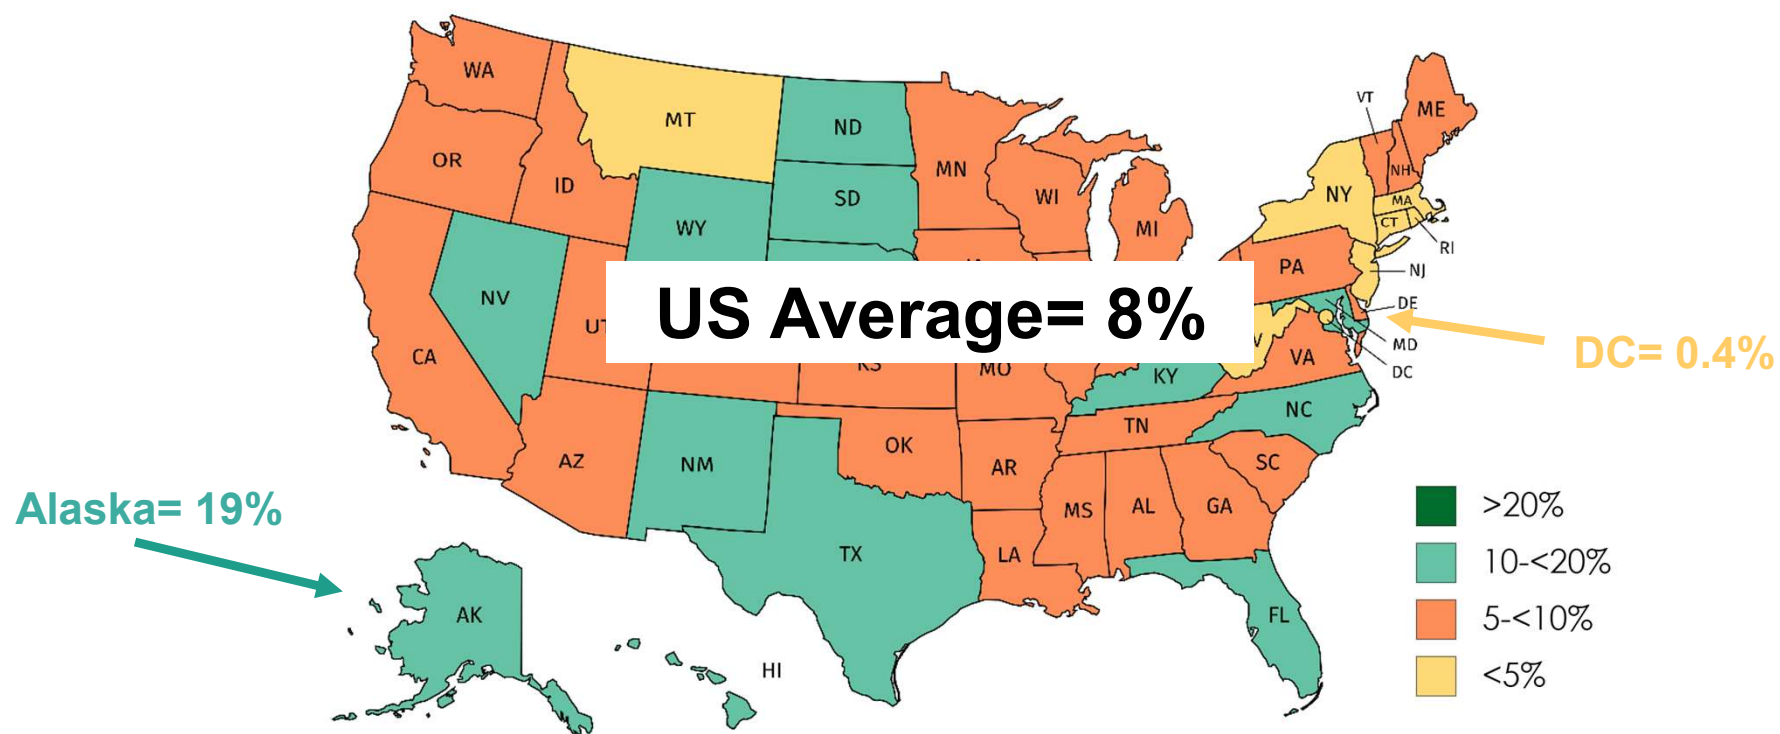 WA
MT
ND
MN
VT
ME
OR
ID
SD
WI
MI
NH
NY
MA
CT
RI
WY
PA
NJ
NV
UT
US Average= 8%
DE
CA
KS
MO
KY
VA
MD
DC
DC= 0.4%
AZ
NM
OK
AR
TN
NC
SC
MS
AL
GA
TX
LA
Alaska= 19%
AK
HI
FL
>20%
10-<20%
5-<10%
<5%